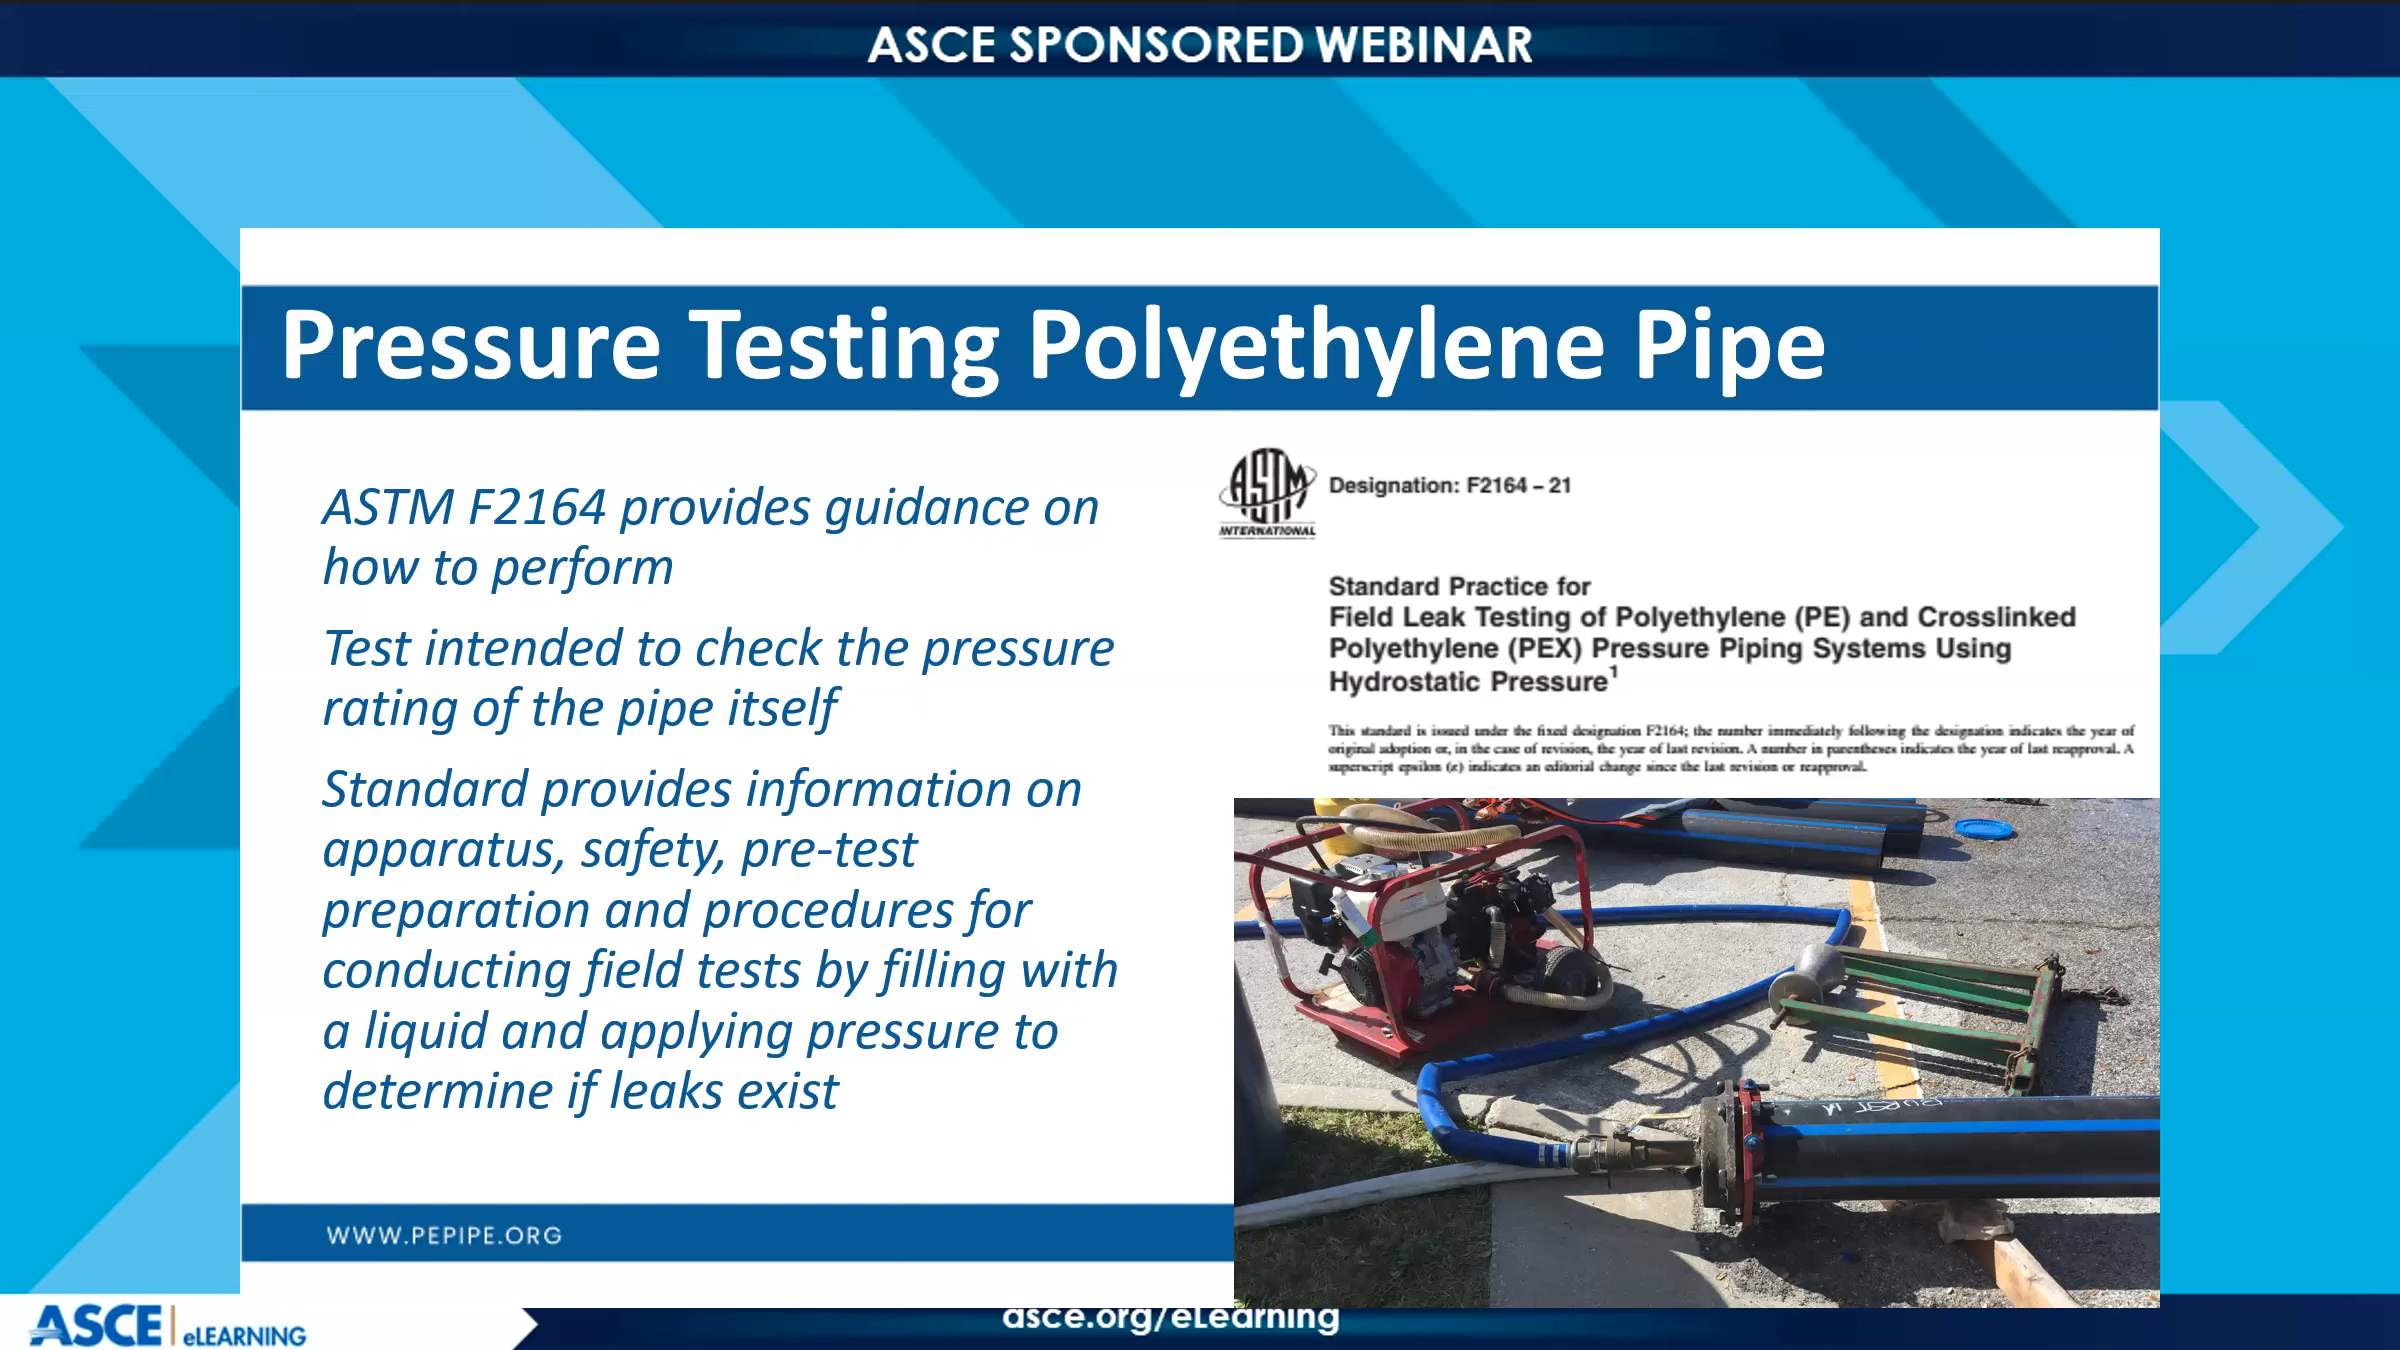 ASCE SPONSORED WEBINAR
Pressure Testing Polyethylene Pipe
ASTM F2164 provides guidance on
how to perform
Test intended to check the pressure
rating of the pipe itself
Standard provides information on
apparatus, safety, pre-test
preparation and procedures for
conducting field tests by filling with
a liquid and applying pressure to
determine if leaks exist
ASTM
INTERNATIONAL
Designation: F2164 – 21
Standard Practice for
Field Leak Testing of Polyethylene (PE) and Crosslinked
Polyethylene (PEX) Pressure Piping Systems Using
Hydrostatic Pressure1
This standard is issued under the fixed designation F2164; the number immediately following the designation indicates the year of
original adoption or, in the case of revision, the year of last revision. A number in parentheses indicates the year of last reapproval. A
superscript epsilon (ε) indicates an editorial change since the last revision or reapproval.
WWW.PEPIPE.ORG
ASCE eLEARNING
asce.org/eLearning